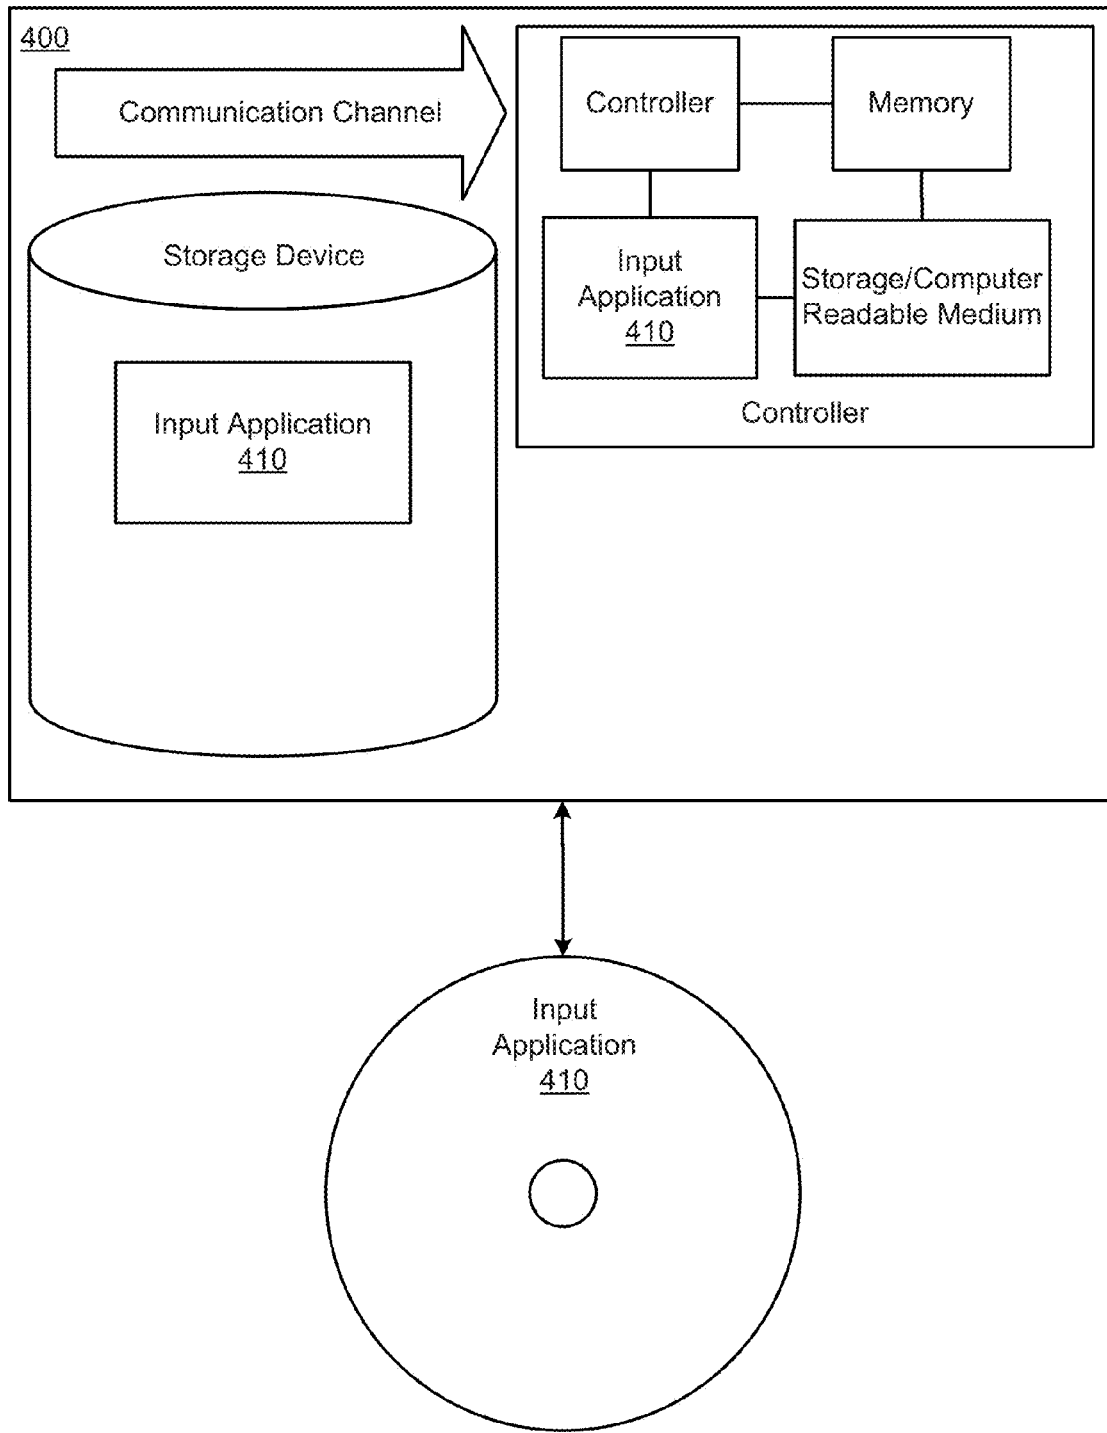 400
Communication Channel
Controller
Memory
Storage Device
Input
Application
410
Storage/Computer
Readable Medium
Controller
Input Application
410
Input
Application
410